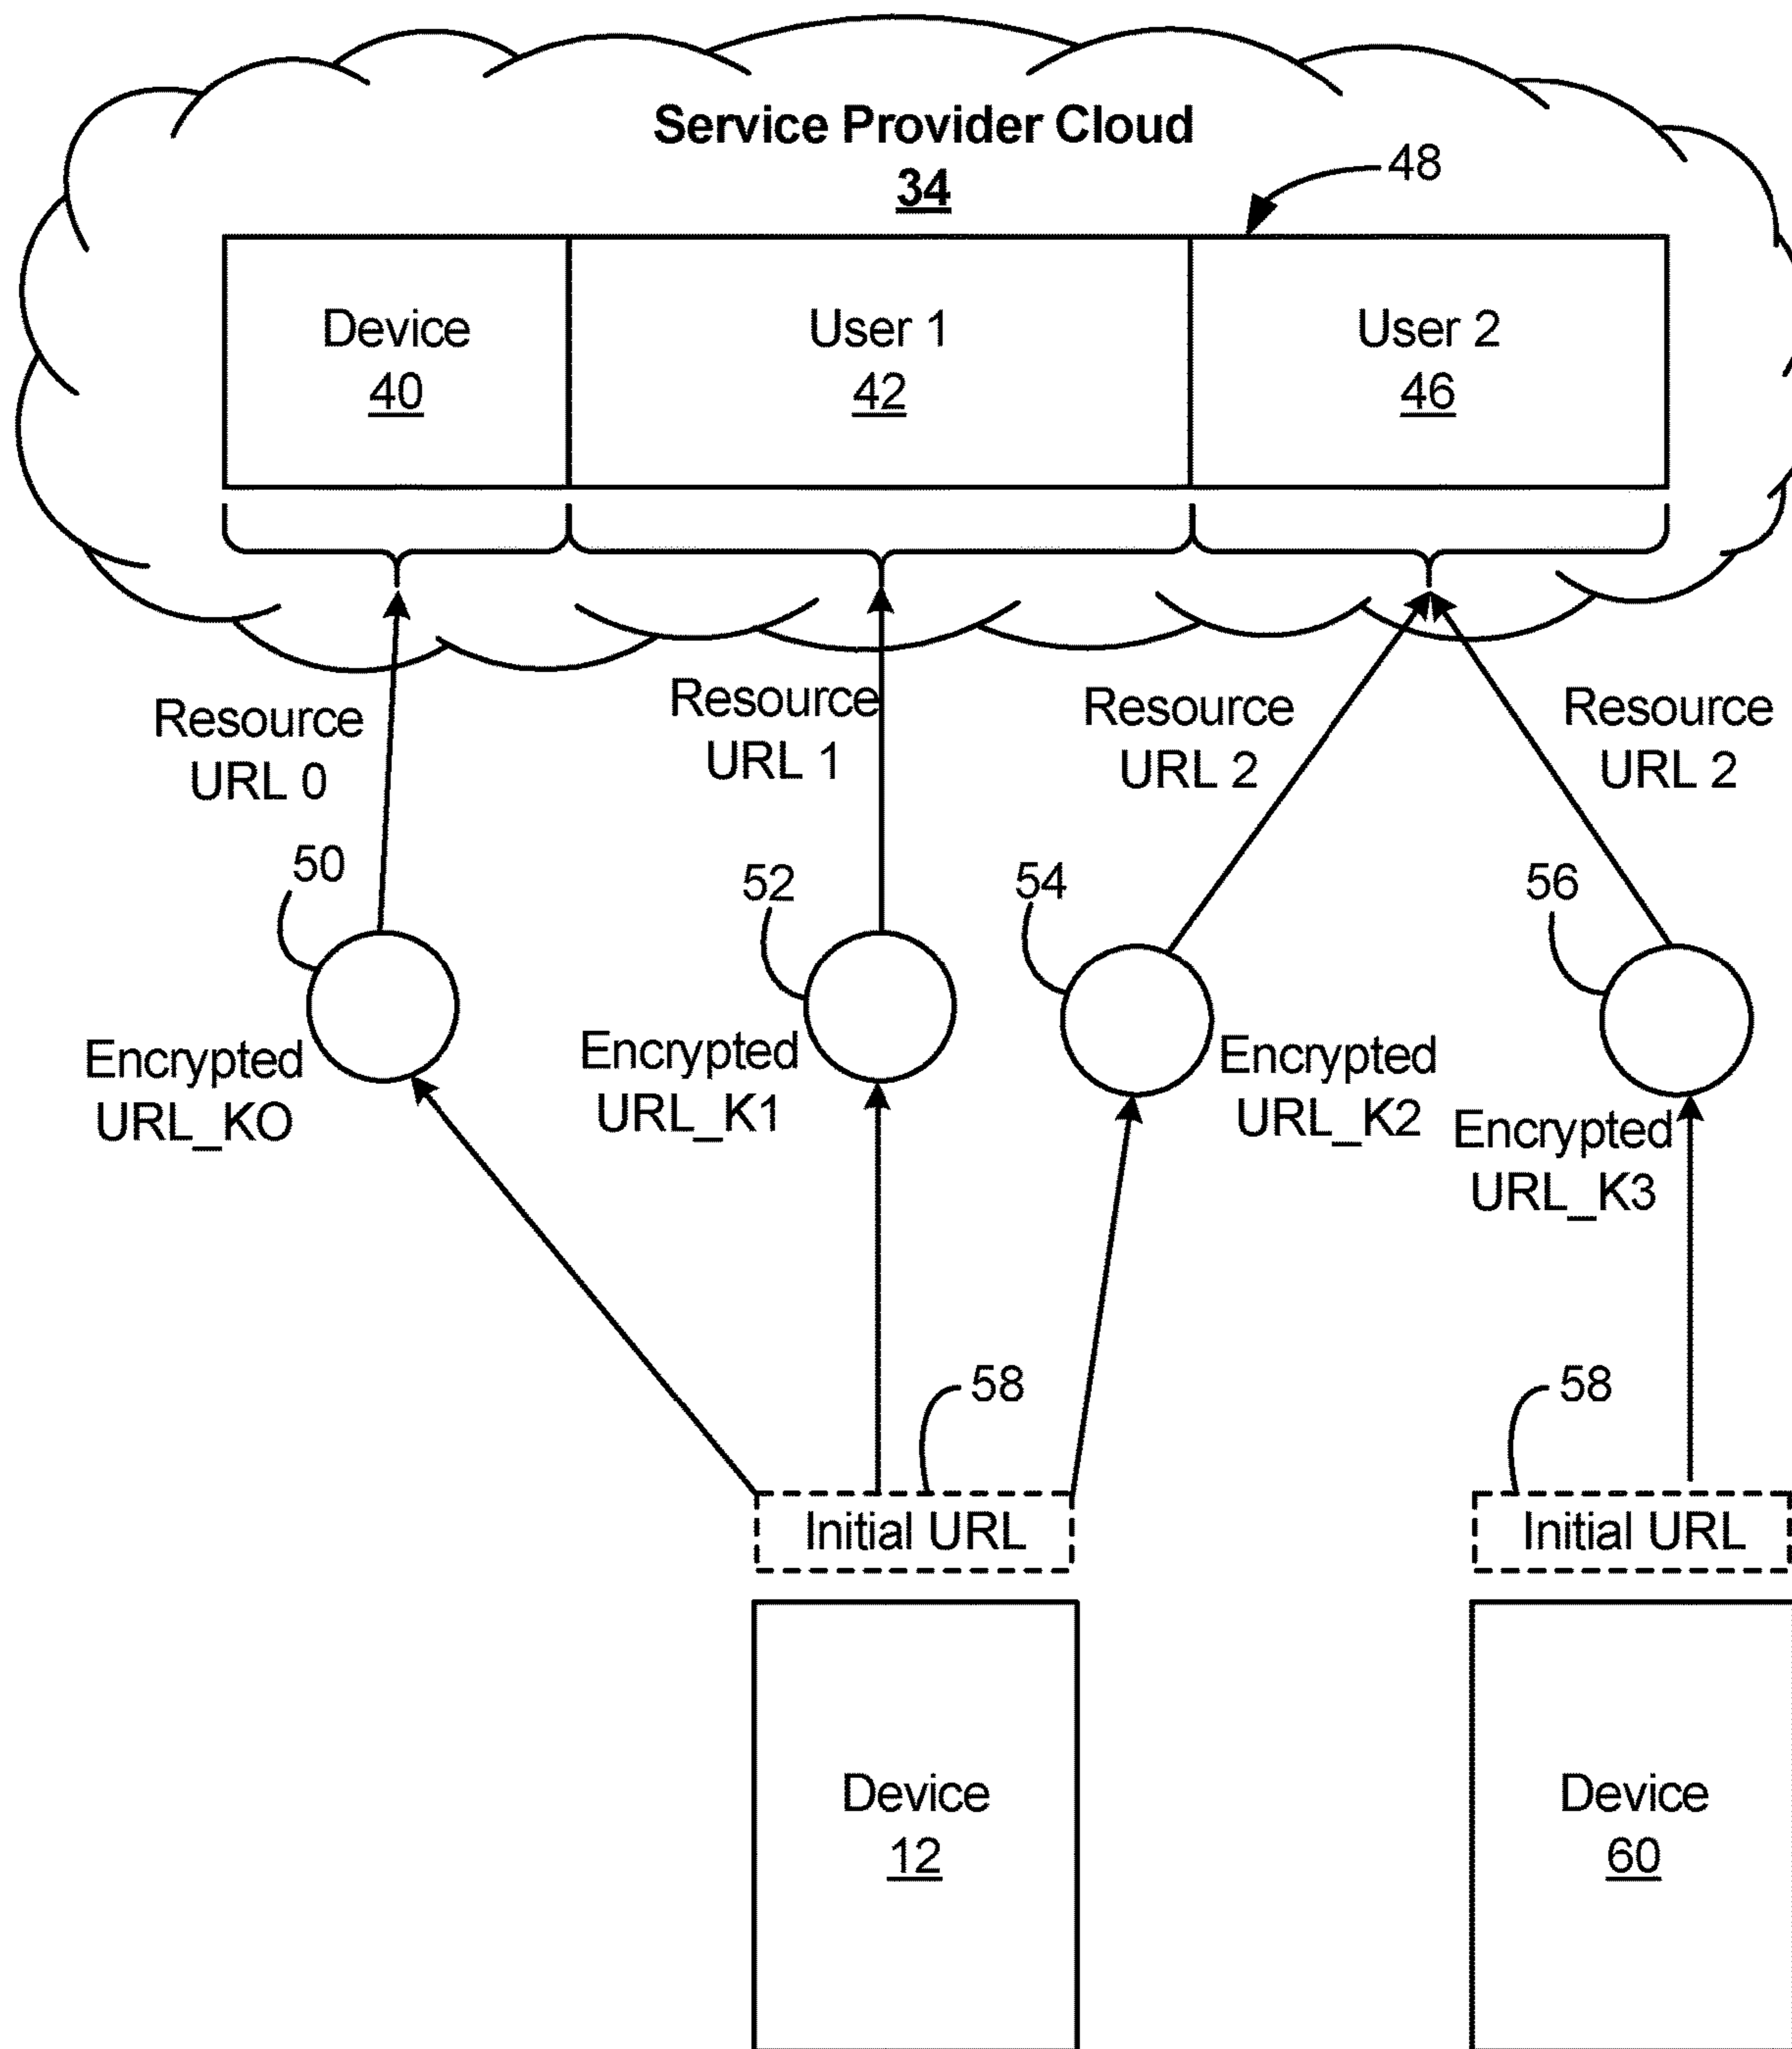 Service Provider Cloud
34
48
Device
40
User 1
42
User 2
46
Resource
URL 0
Resource
URL 1
Resource
URL 2
Resource
URL 2
50
52
54
56
Encrypted
URL_KO
Encrypted
URL_K1
Encrypted
URL_K2
Encrypted
URL_K3
58
58
Initial URL
Initial URL
Device
12
Device
60